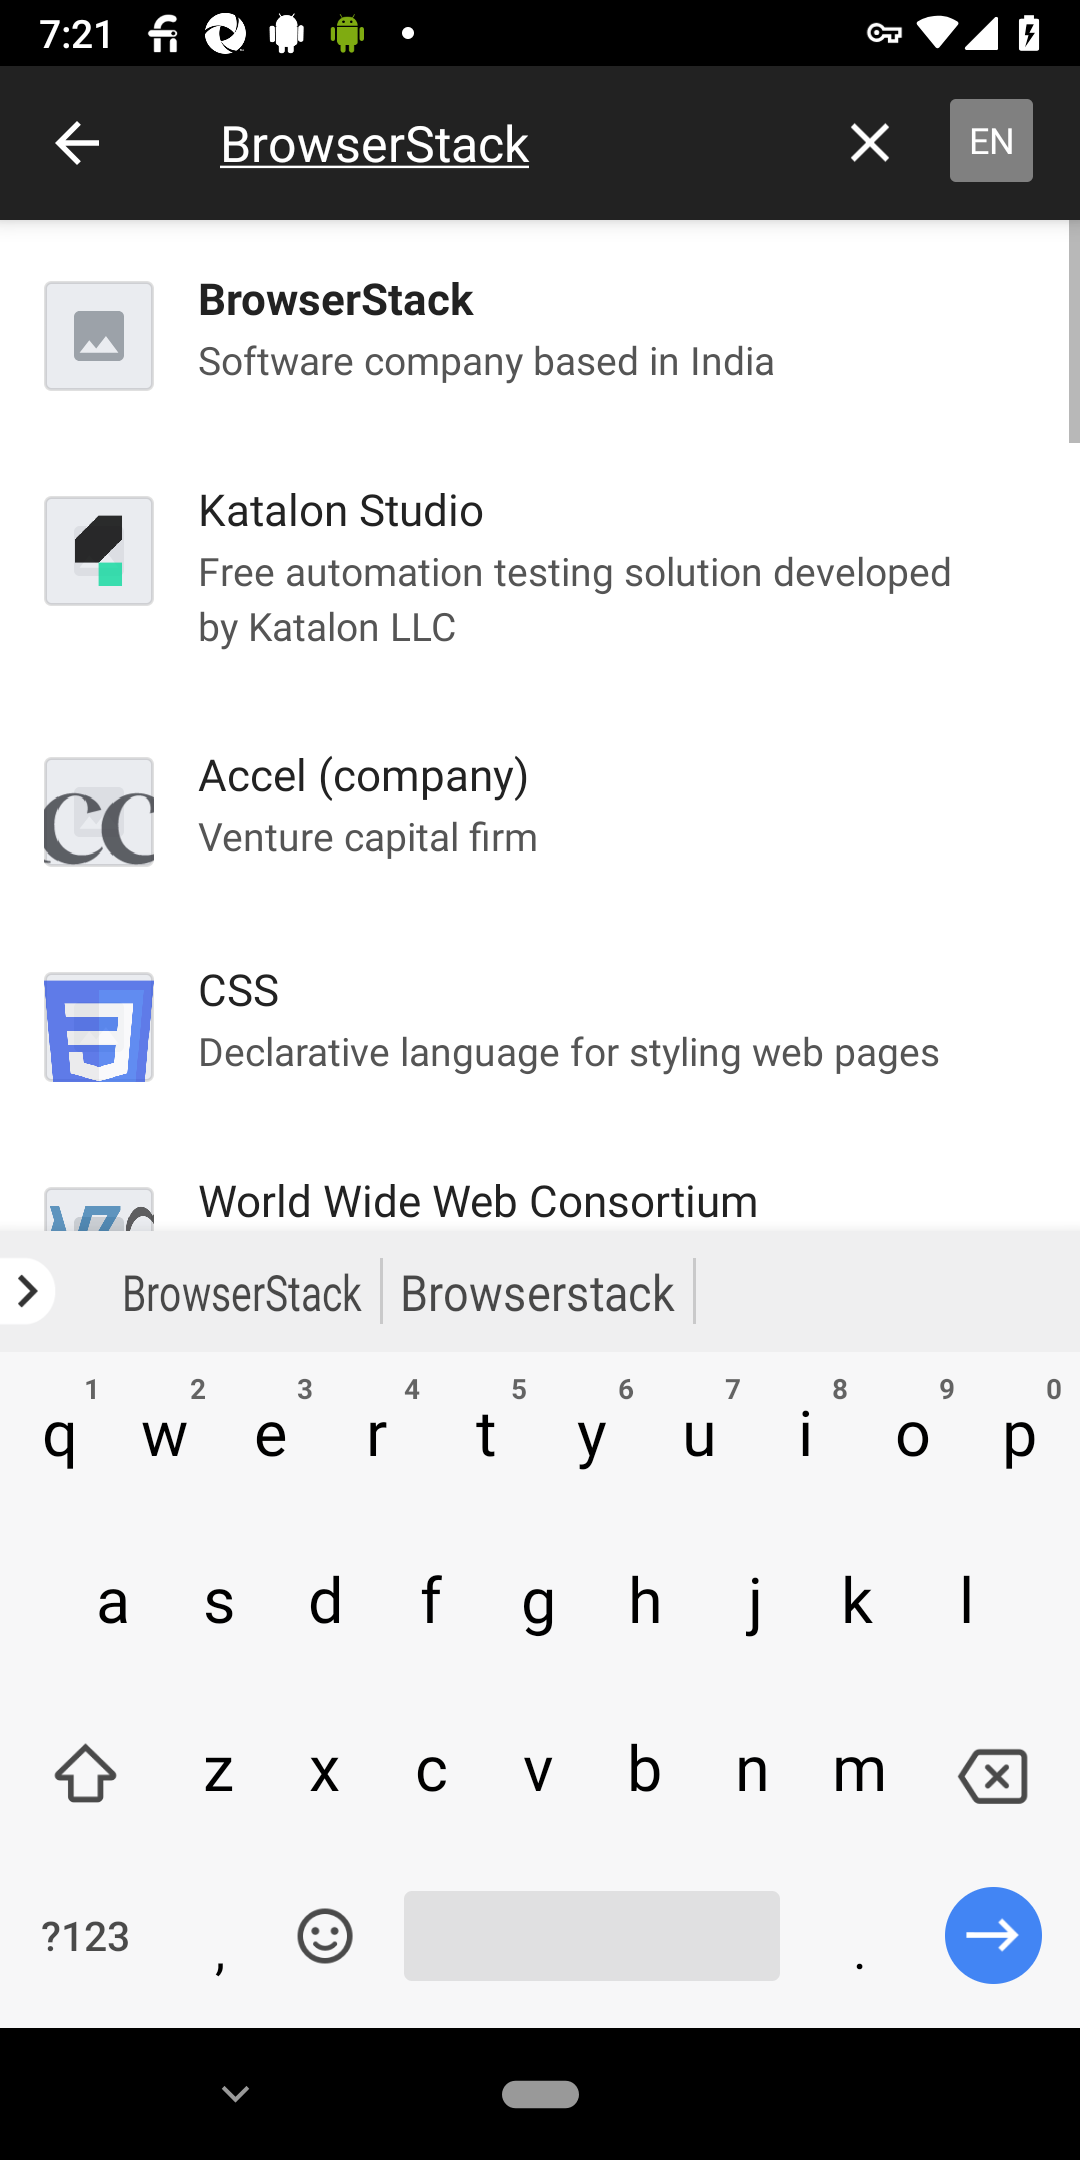 7:21
BrowserStack
EN
BrowserStack
Software company based in India
Katalon Studio
Free automation testing solution developed
by Katalon LLC
Accel (company)
Venture capital firm
CSS
Declarative language for styling web pages
World Wide Web Consortium
BrowserStack Browserstack
1 2 3 4 5 6 7 8 9 0
q w e r t y u i o p
a s d f g h j k l
z x c v b n m
?123 , .